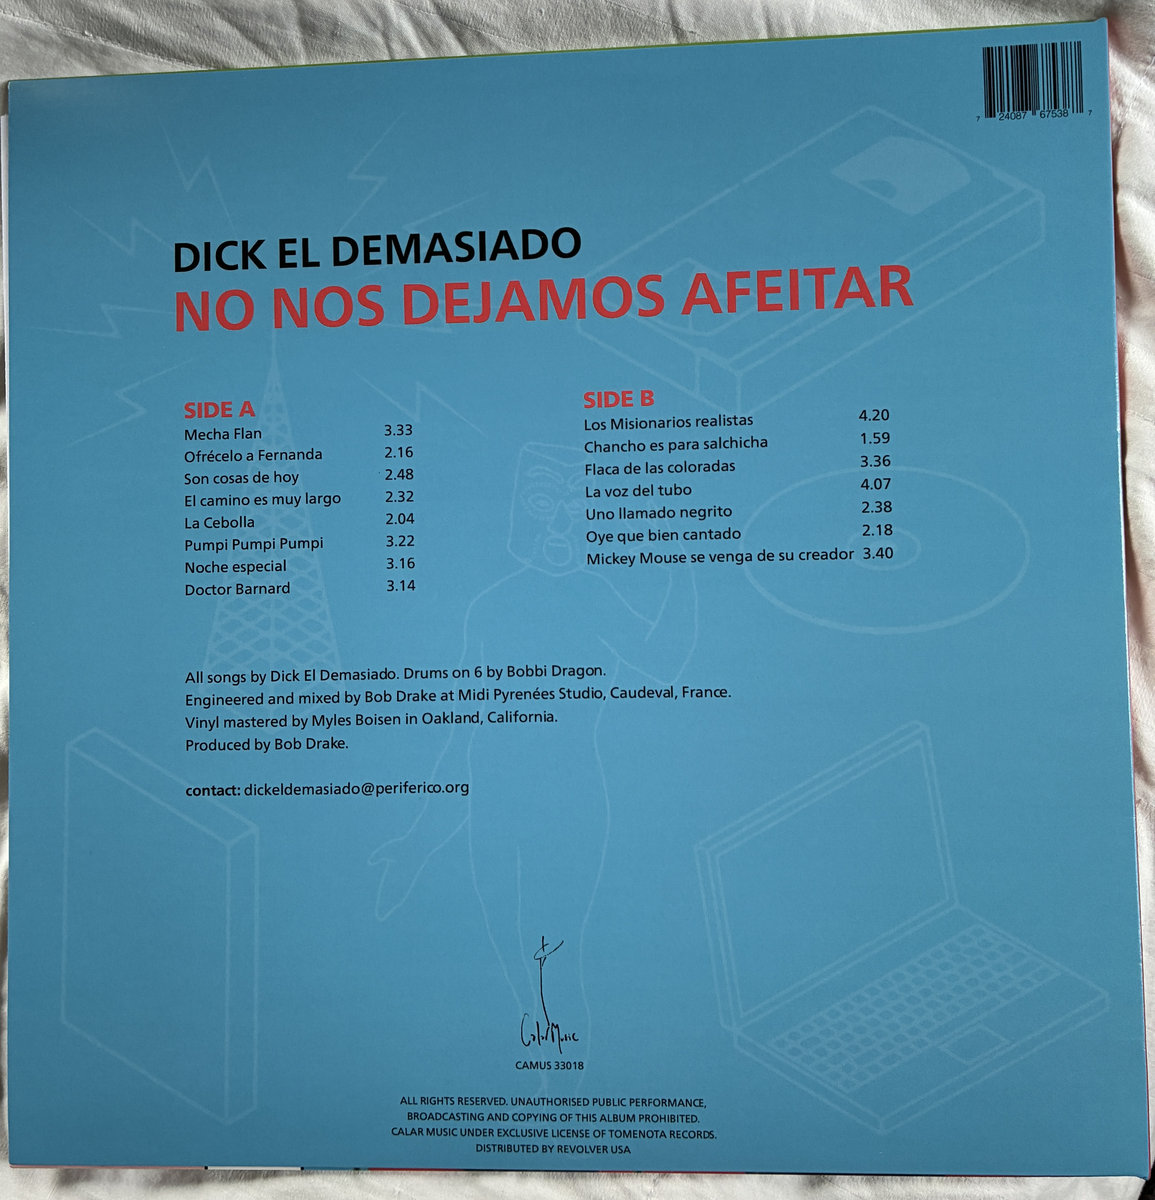 7 24087 67538 7
DICK EL DEMASIADO
NO NOS DEJAMOS AFEITAR
SIDE A
Mecha Flan 3.33
Ofrécelo a Fernanda 2.16
Son cosas de hoy 2.48
El camino es muy largo 2.32
La Cebolla 2.04
Pumpi Pumpi Pumpi 3.22
Noche especial 3.16
Doctor Barnard 3.14
SIDE B
Los Misionarios realistas 4.20
Chancho es para salchicha 1.59
Flaca de las coloradas 3.36
La voz del tubo 4.07
Uno llamado negrito 2.38
Oye que bien cantado 2.18
Mickey Mouse se venga de su creador 3.40
All songs by Dick El Demasiado. Drums on 6 by Bobbi Dragon.
Engineered and mixed by Bob Drake at Midi Pyrenées Studio, Caudeval, France.
Vinyl mastered by Myles Boisen in Oakland, California.
Produced by Bob Drake.
contact: dickeldemasiado@periferico.org
Calar Music
CAMUS 33018
ALL RIGHTS RESERVED. UNAUTHORISED PUBLIC PERFORMANCE,
BROADCASTING AND COPYING OF THIS ALBUM PROHIBITED.
CALAR MUSIC UNDER EXCLUSIVE LICENSE OF TOMENOTA RECORDS.
DISTRIBUTED BY REVOLVER USA